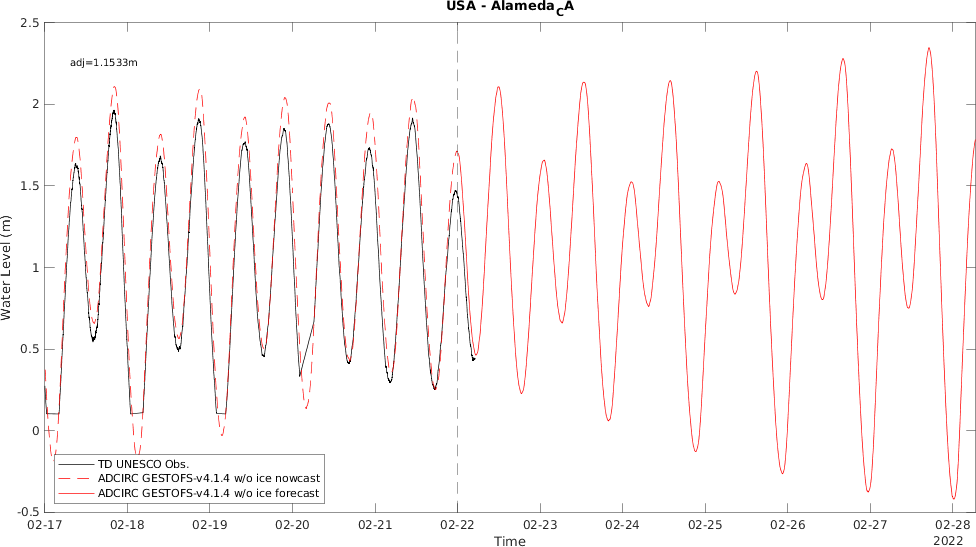 USA - Alameda_CA
2.5
adj=1.1533m
2
1.5
Water Level (m)
1
0.5
0
TD UNESCO Obs.
ADCIRC GESTOFS-v4.1.4 w/o ice nowcast
ADCIRC GESTOFS-v4.1.4 w/o ice forecast
-0.5
02-17 02-18 02-19 02-20 02-21 02-22 02-23 02-24 02-25 02-26 02-27 02-28
Time 2022